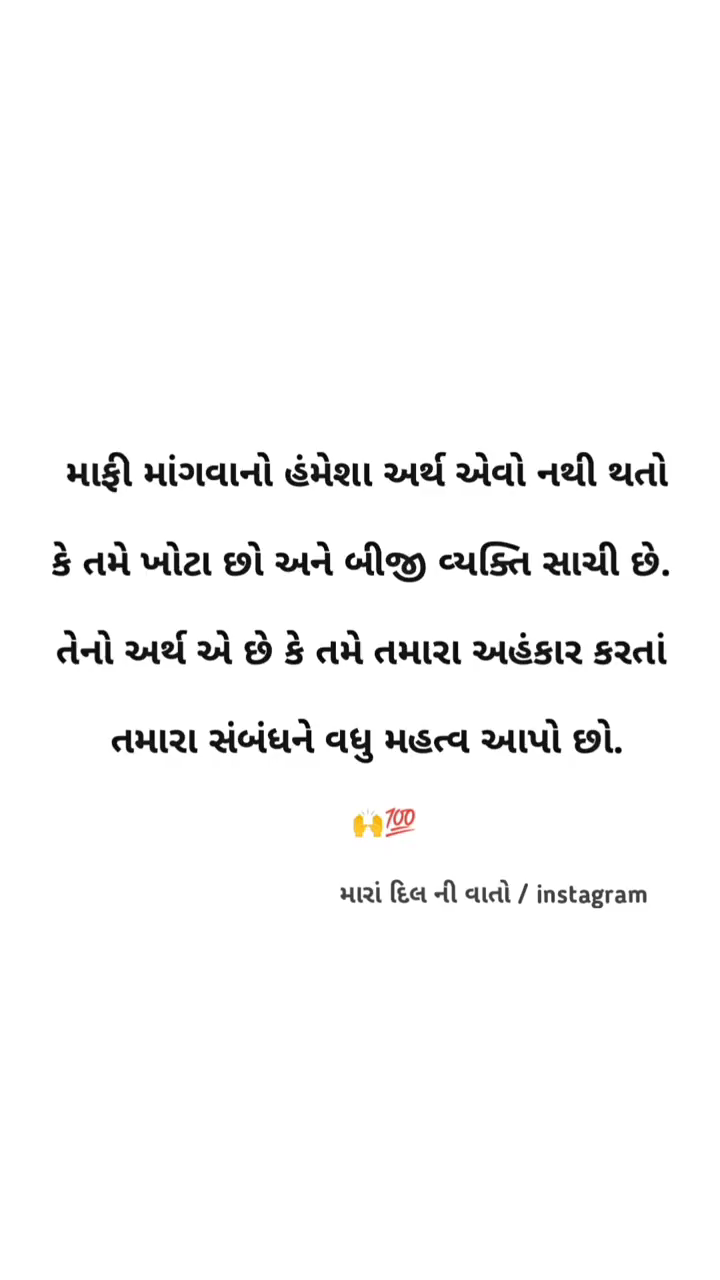 માફી માંગવાનો હંમેશા અર્થ એવો નથી થતો
કે તમે ખોટા છો અને બીજી વ્યક્તિ સાચી છે.
તેનો અર્થ એ છે કે તમે તમારા અહંકાર કરતાં
તમારા સંબંધને વધુ મહત્વ આપો છો.
🙌💯
મારાં દિલ ની વાતો / instagram